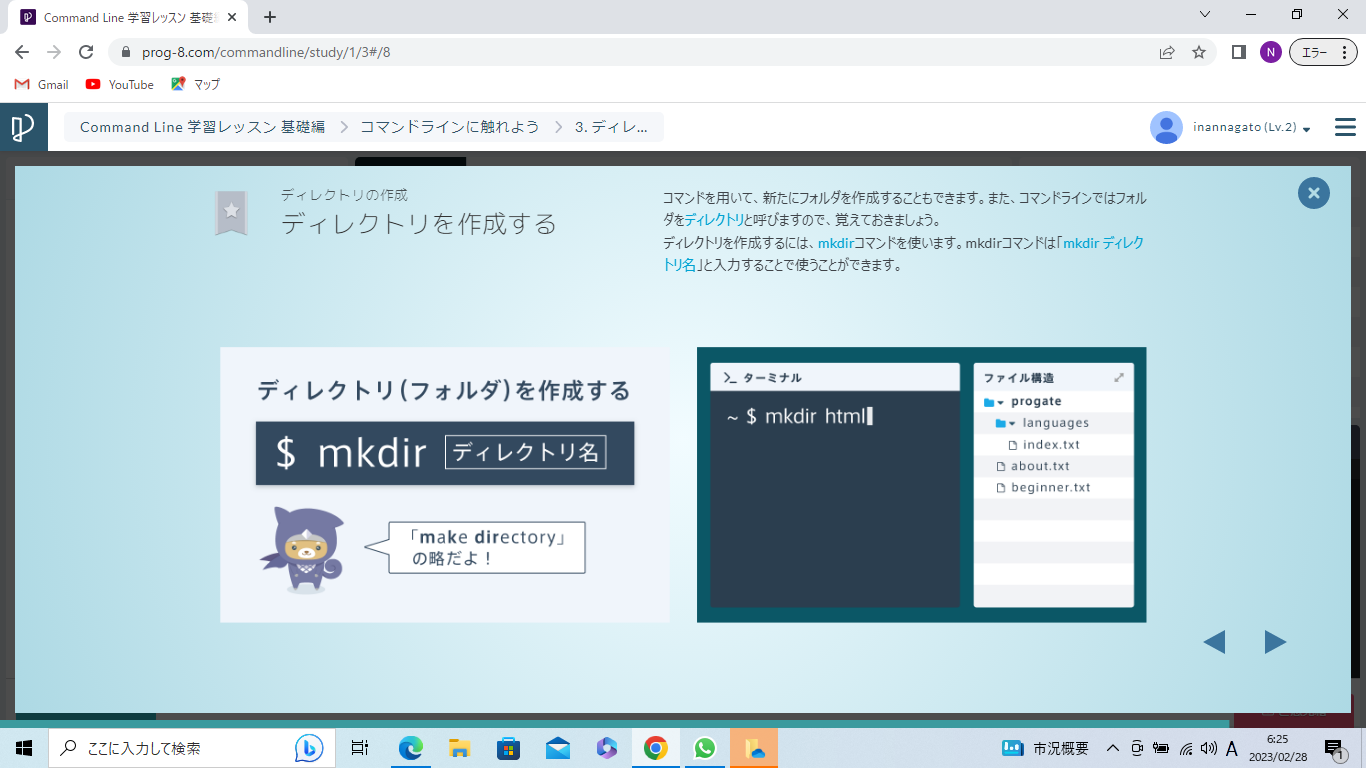 Command Line 学習レッスン 基礎
prog-8.com/commandline/study/1/3#/8
N
エラー
Gmail
YouTube
マップ
Command Line 学習レッスン 基礎編
コマンドラインに触れよう
3. ディレ...
inannagato (Lv.2)
ディレクトリの作成
ディレクトリを作成する
コマンドを用いて、新たにフォルダを作成することもできます。また、コマンドラインではフォル
ダをディレクトリと呼びますので、覚えておきましょう。
ディレクトリを作成するには、mkdirコマンドを使います。mkdirコマンドは「mkdir ディレク
トリ名」と入力することで使うことができます。
ディレクトリ(フォルダ)を作成する
$ mkdir ディレクトリ名
「make directory」
の略だよ！
ターミナル
~ $ mkdir html
ファイル構造
progate
languages
index.txt
about.txt
beginner.txt
ここに入力して検索
市況概要
A
6:25
2023/02/28
1